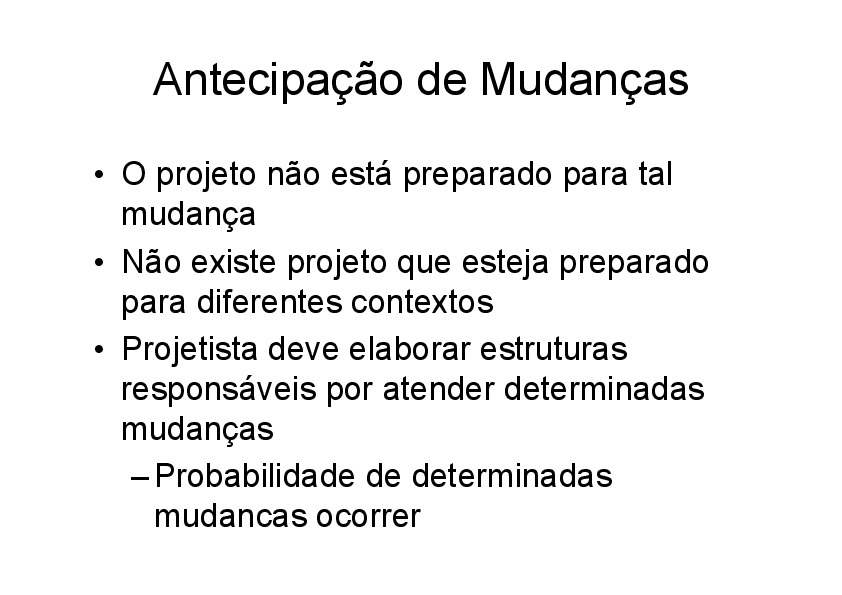 Antecipação de Mudanças
• O projeto não está preparado para tal
mudança
• Não existe projeto que esteja preparado
para diferentes contextos
• Projetista deve elaborar estruturas
responsáveis por atender determinadas
mudanças
– Probabilidade de determinadas
mudancas ocorrer